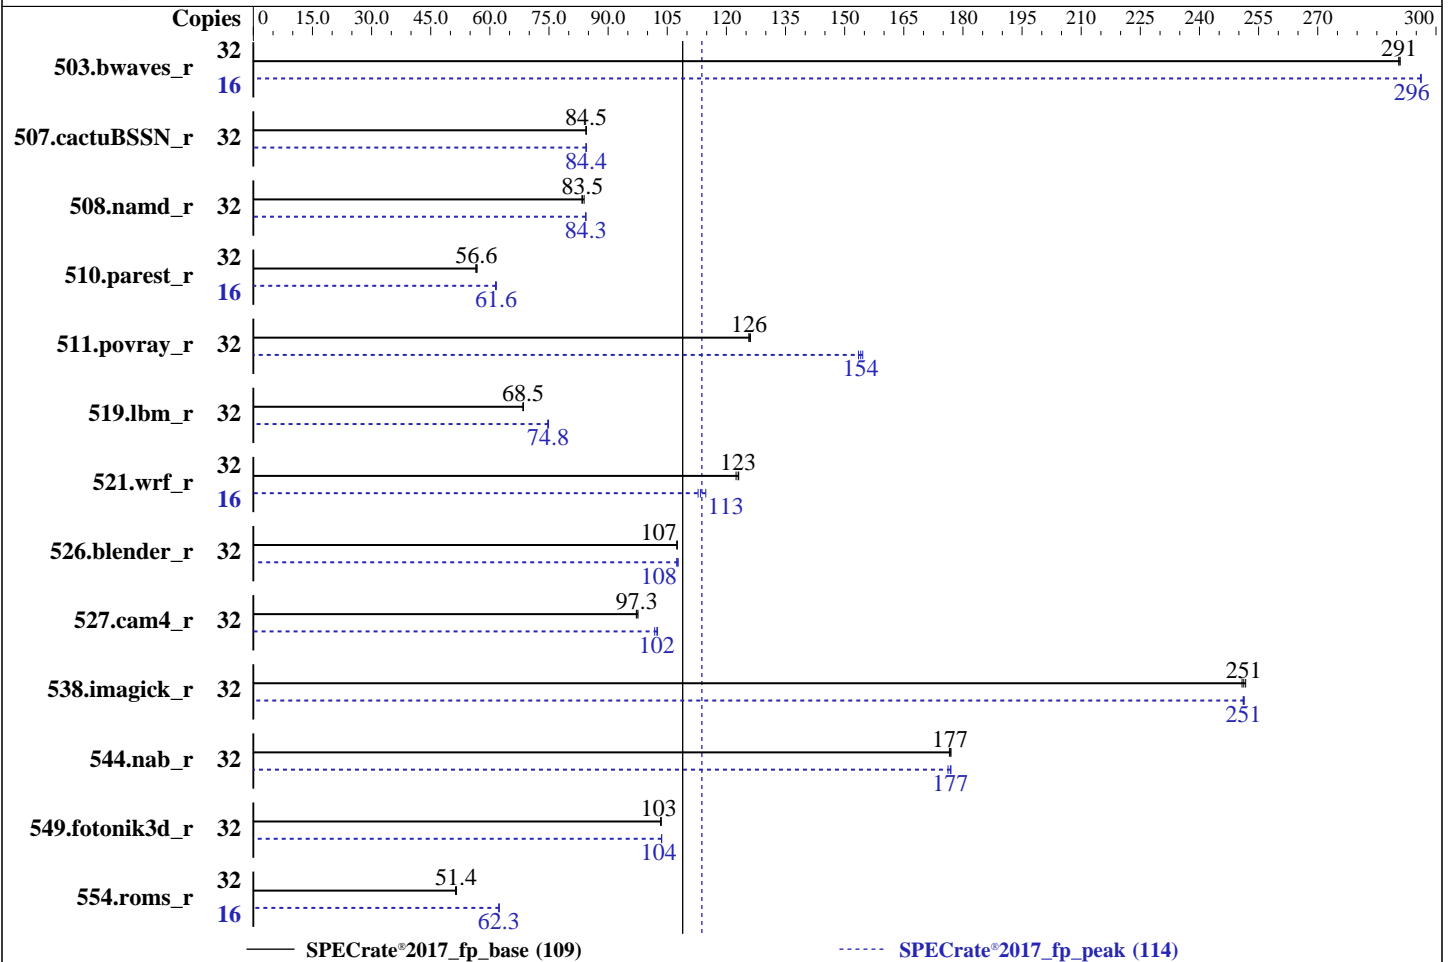 Copies 0 15.0 30.0 45.0 60.0 75.0 90.0 105 120 135 150 165 180 195 210 225 240 255 270 300
503.bwaves_r 32 291
16 296
507.cactuBSSN_r 32 84.5
84.4
508.namd_r 32 83.5
84.3
510.parest_r 32 56.6
16 61.6
511.povray_r 32 126
154
519.lbm_r 32 68.5
74.8
521.wrf_r 32 123
16 113
526.blender_r 32 107
108
527.cam4_r 32 97.3
102
538.imagick_r 32 251
251
544.nab_r 32 177
177
549.fotonik3d_r 32 103
104
554.roms_r 32 51.4
16 62.3
SPECrate®2017_fp_base (109) SPECrate®2017_fp_peak (114)